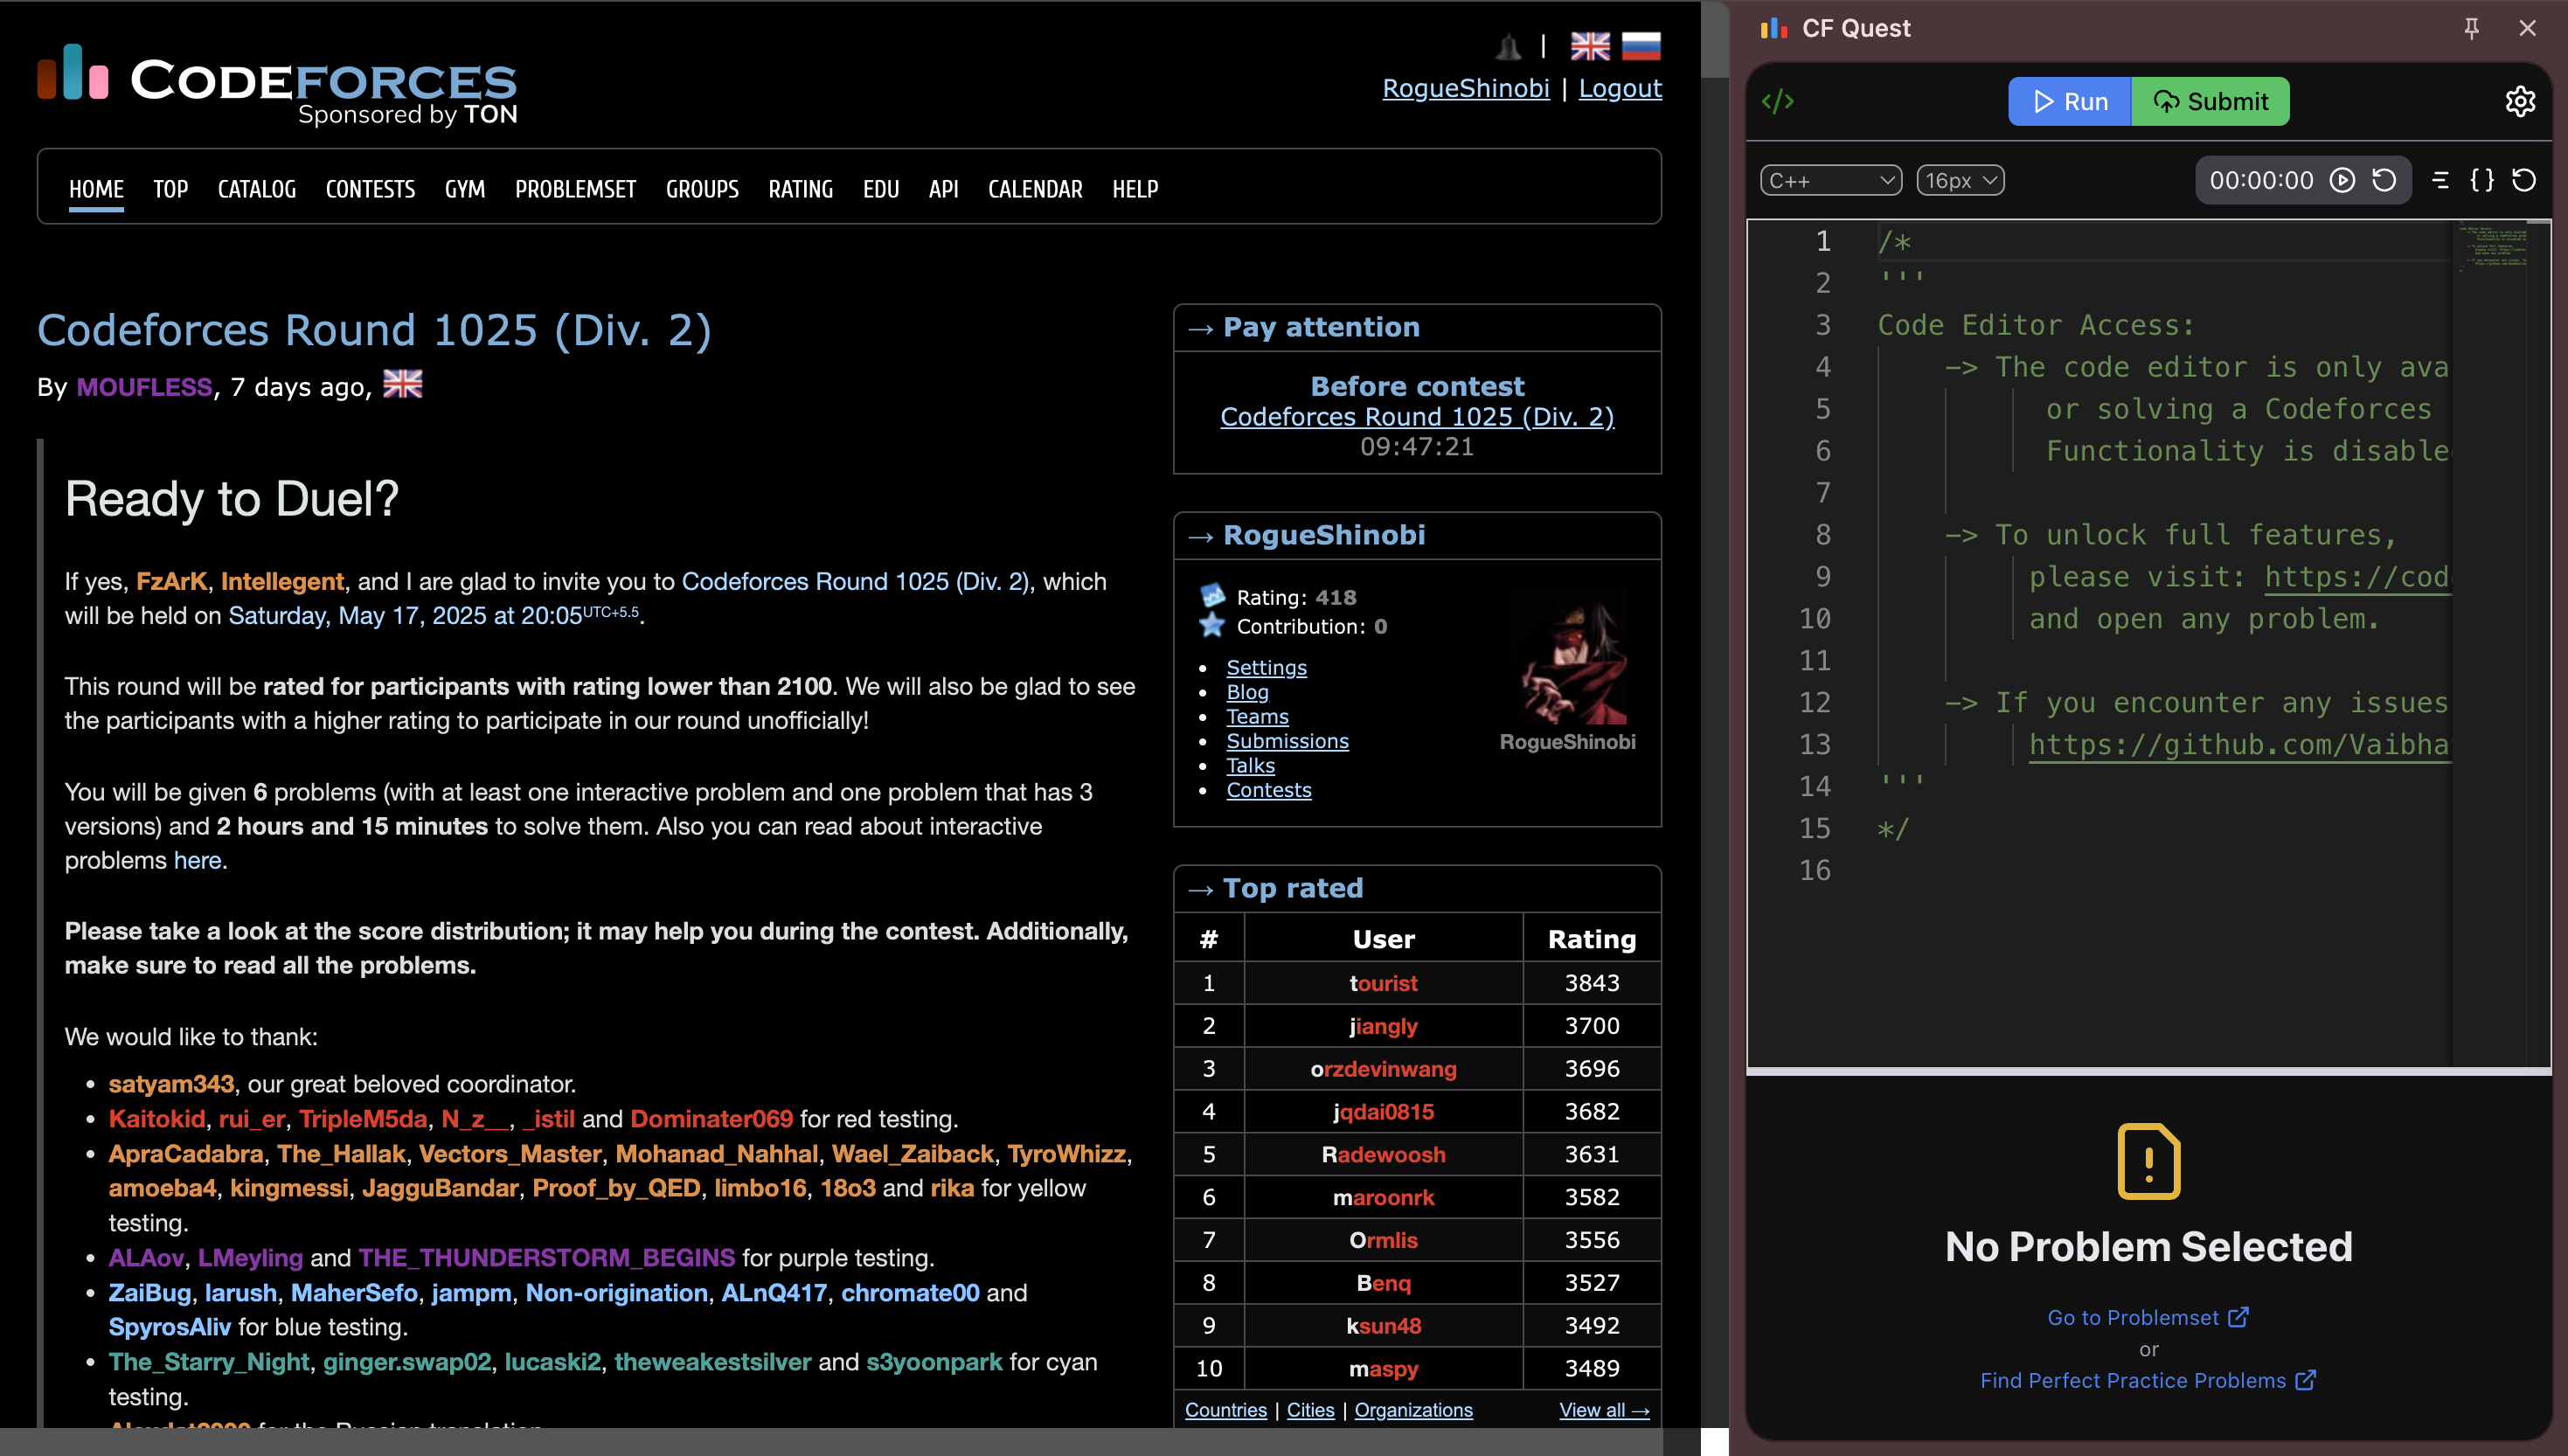 CODEFORCES
Sponsored by TON
|
RogueShinobi | Logout
HOME TOP CATALOG CONTESTS GYM PROBLEMSET GROUPS RATING EDU API CALENDAR HELP
Codeforces Round 1025 (Div. 2)
By MOUFLESS, 7 days ago,
Ready to Duel?
If yes, FzArK, Intellegent, and I are glad to invite you to Codeforces Round 1025 (Div. 2), which
will be held on Saturday, May 17, 2025 at 20:05UTC+5.5.
This round will be rated for participants with rating lower than 2100. We will also be glad to see
the participants with a higher rating to participate in our round unofficially!
You will be given 6 problems (with at least one interactive problem and one problem that has 3
versions) and 2 hours and 15 minutes to solve them. Also you can read about interactive
problems here.
Please take a look at the score distribution; it may help you during the contest. Additionally,
make sure to read all the problems.
We would like to thank:
• satyam343, our great beloved coordinator.
• Kaitokid, rui_er, TripleM5da, N_z__, _istil and Dominater069 for red testing.
• ApraCadabra, The_Hallak, Vectors_Master, Mohanad_Nahhal, Wael_Zaiback, TyroWhizz,
amoeba4, kingmessi, JagguBandar, Proof_by_QED, limbo16, 18o3 and rika for yellow
testing.
• ALAov, LMeyling and THE_THUNDERSTORM_BEGINS for purple testing.
• ZaiBug, larush, MaherSefo, jampm, Non-origination, ALnQ417, chromate00 and
SpyrosAliv for blue testing.
• The_Starry_Night, ginger.swap02, lucaski2, theweakestsilver and s3yoonpark for cyan
testing.
→ Pay attention
Before contest
Codeforces Round 1025 (Div. 2)
09:47:21
→ RogueShinobi
Rating: 418
Contribution: 0
• Settings
• Blog
• Teams
• Submissions
• Talks
• Contests
RogueShinobi
→ Top rated
# User Rating
1 tourist 3843
2 jiangly 3700
3 orzdevinwang 3696
4 jqdai0815 3682
5 Radewoosh 3631
6 maroonrk 3582
7 Ormlis 3556
8 Benq 3527
9 ksun48 3492
10 maspy 3489
Countries | Cities | Organizations View all →
CF Quest
</> Run Submit
C++ 16px 00:00:00 {}
1 /*
2 '''
3 Code Editor Access:
4 -> The code editor is only ava
5 or solving a Codeforces
6 Functionality is disable
7
8 -> To unlock full features,
9 please visit: https://code
10 and open any problem.
11
12 -> If you encounter any issues
13 https://github.com/Vaibha
14 '''
15 */
16
No Problem Selected
Go to Problemset
or
Find Perfect Practice Problems